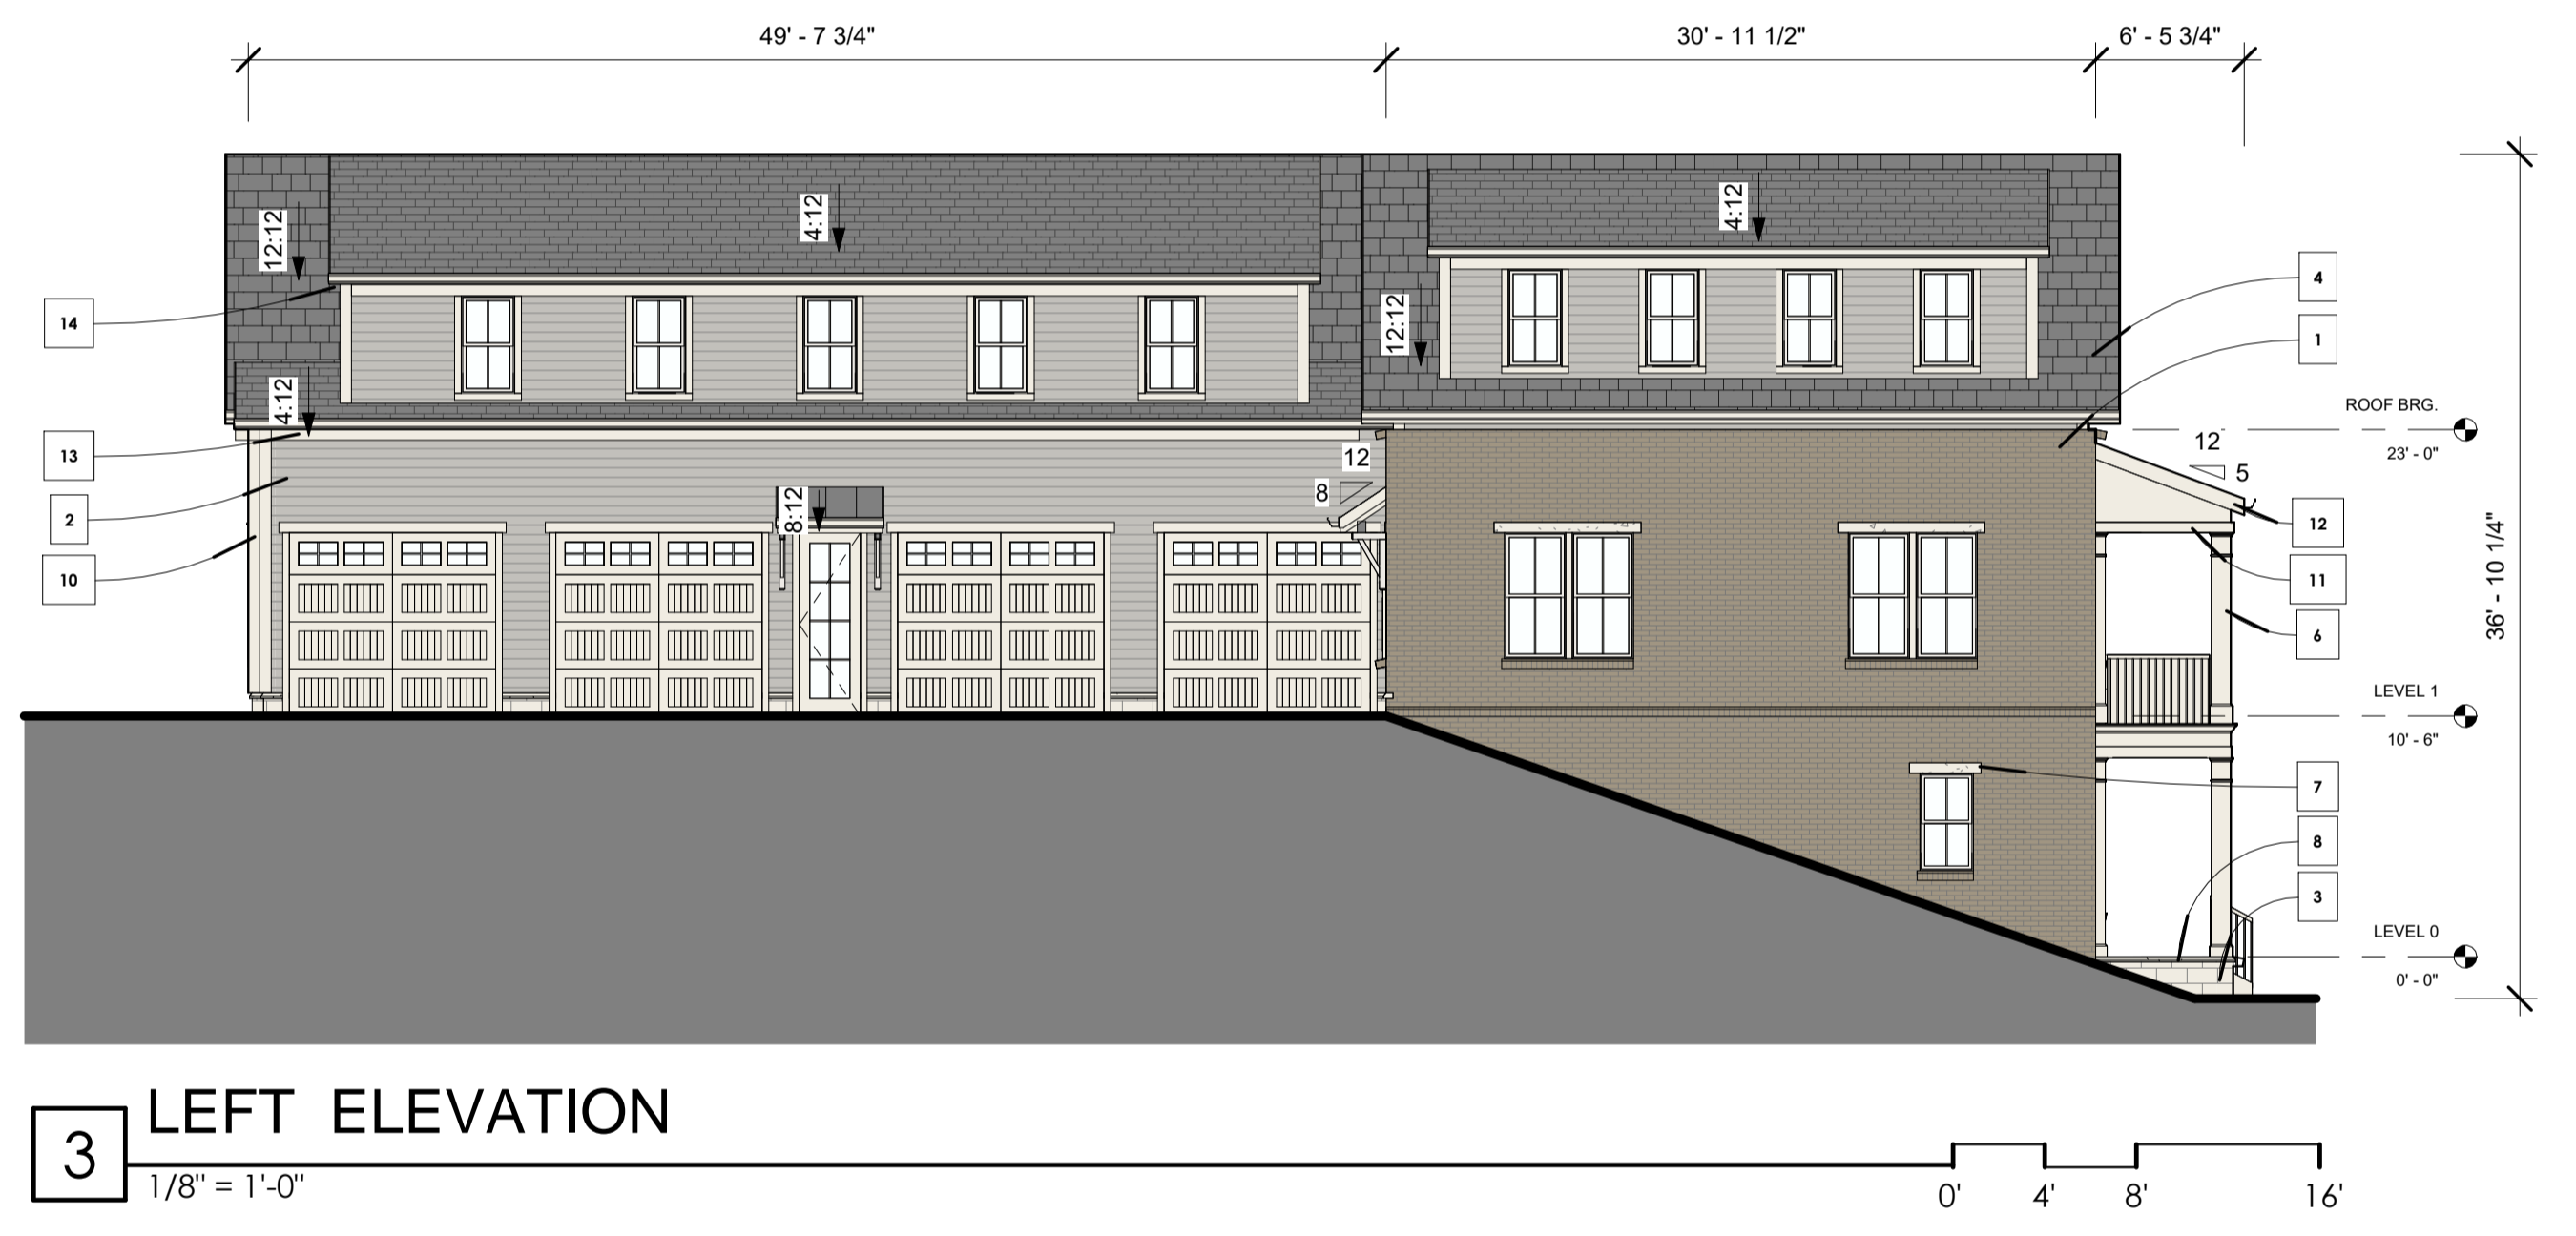 49' - 7 3/4"
30' - 11 1/2"
6' - 5 3/4"
12:12
4:12
4:12
12:12
4:12
14
13
2
10
4
1
ROOF BRG.
23' - 0"
12
5
12
8
8:12
12
11
6
36' - 10 1/4"
LEVEL 1
10' - 6"
7
8
3
LEVEL 0
0' - 0"
3
LEFT ELEVATION
1/8" = 1'-0"
0' 4' 8' 16'